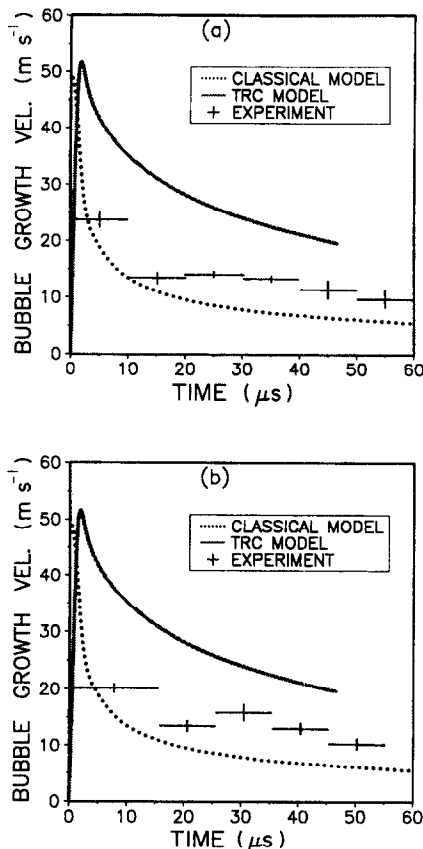 (a)
CLASSICAL MODEL
TRC MODEL
EXPERIMENT
BUBBLE GROWTH VEL. (m s⁻¹)
60
50
40
30
20
10
0
0 10 20 30 40 50 60
TIME (μs)
(b)
CLASSICAL MODEL
TRC MODEL
EXPERIMENT
BUBBLE GROWTH VEL. (m s⁻¹)
60
50
40
30
20
10
0
0 10 20 30 40 50 60
TIME (μs)